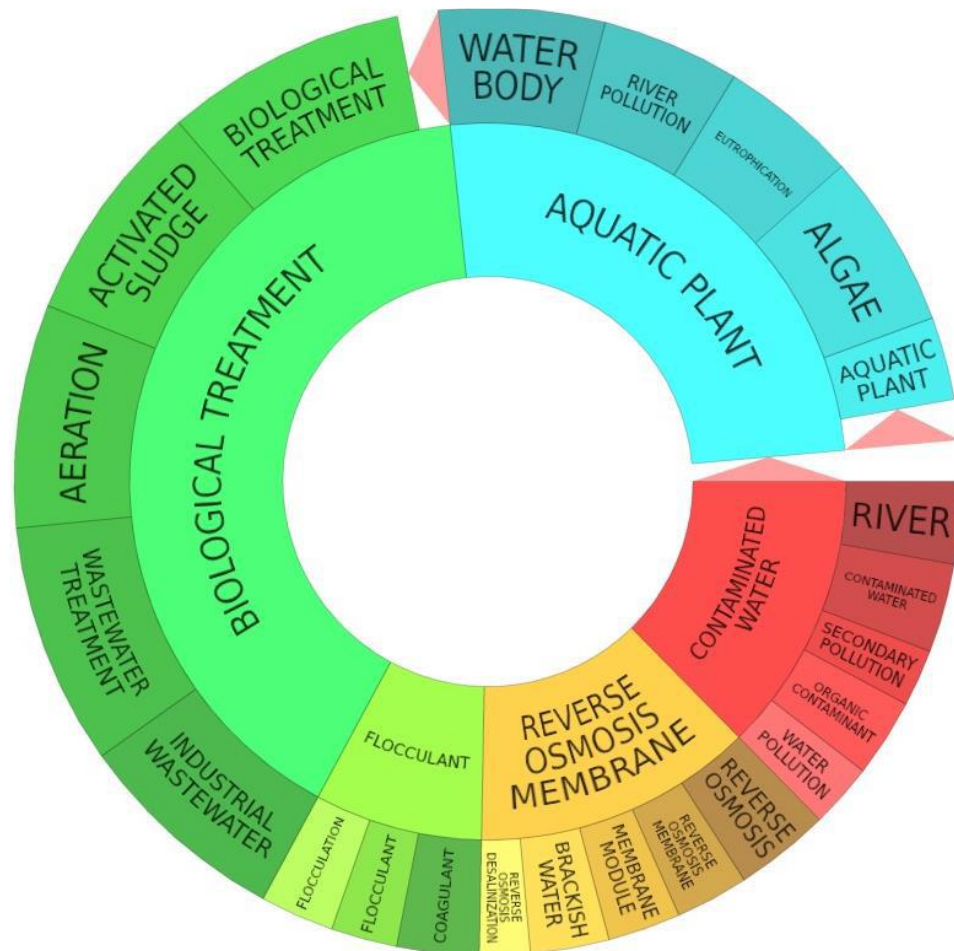 WATER
BODY
RIVER
POLLUTION
EUTROPHICATION
ALGAE
AQUATIC
PLANT
AQUATIC PLANT
RIVER
CONTAMINATED
WATER
SECONDARY
POLLUTION
ORGANIC
CONTAMINANT
WATER
POLLUTION
CONTAMINATED
WATER
REVERSE
OSMOSIS
REVERSE
OSMOSIS
MEMBRANE
MEMBRANE
MODULE
BRACKISH
WATER
REVERSE
OSMOSIS
DESALINIZATION
REVERSE
OSMOSIS
MEMBRANE
COAGULANT
FLOCCULANT
FLOCCULATION
FLOCCULANT
INDUSTRIAL
WASTEWATER
WASTEWATER
TREATMENT
AERATION
ACTIVATED
SLUDGE
BIOLOGICAL
TREATMENT
BIOLOGICAL TREATMENT